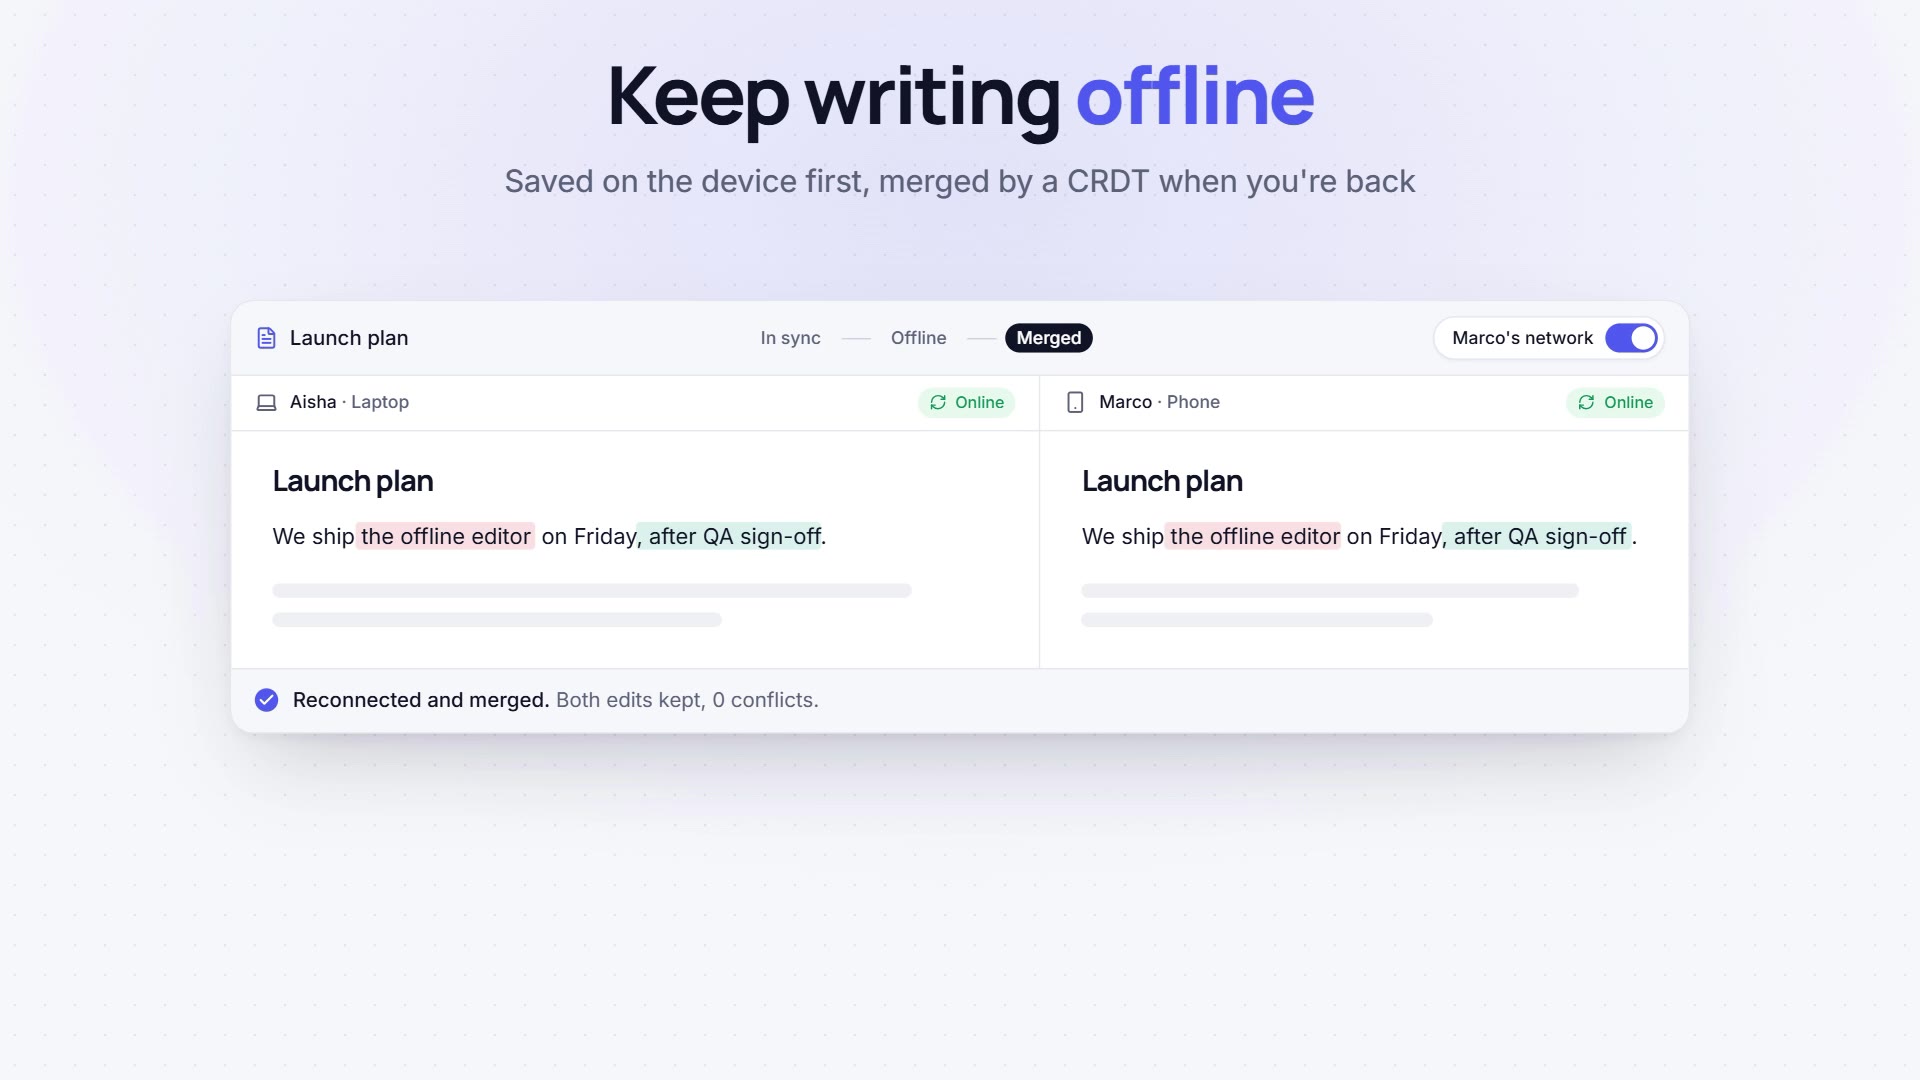 Keep writing offline
Saved on the device first, merged by a CRDT when you're back
Launch plan
In sync
Offline
Merged
Marco's network
Aisha · Laptop
Online
Marco · Phone
Online
Launch plan
We ship the offline editor on Friday, after QA sign-off.
Launch plan
We ship the offline editor on Friday, after QA sign-off.
Reconnected and merged. Both edits kept, 0 conflicts.